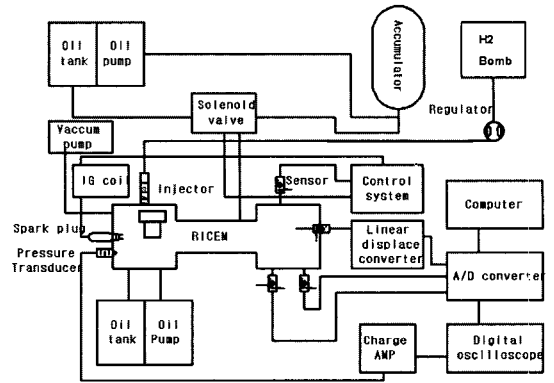 Oil tank
Oil pump
Accumulator
H2 Bomb
Solenoid valve
Regulator
Vaccum pump
IG coil
Injector
Sensor
Control system
Computer
Spark plug
RICEM
Linear displace converter
Pressure Transducer
A/D converter
Oil tank
Oil Pump
Charge AMP
Digital oscilloscope